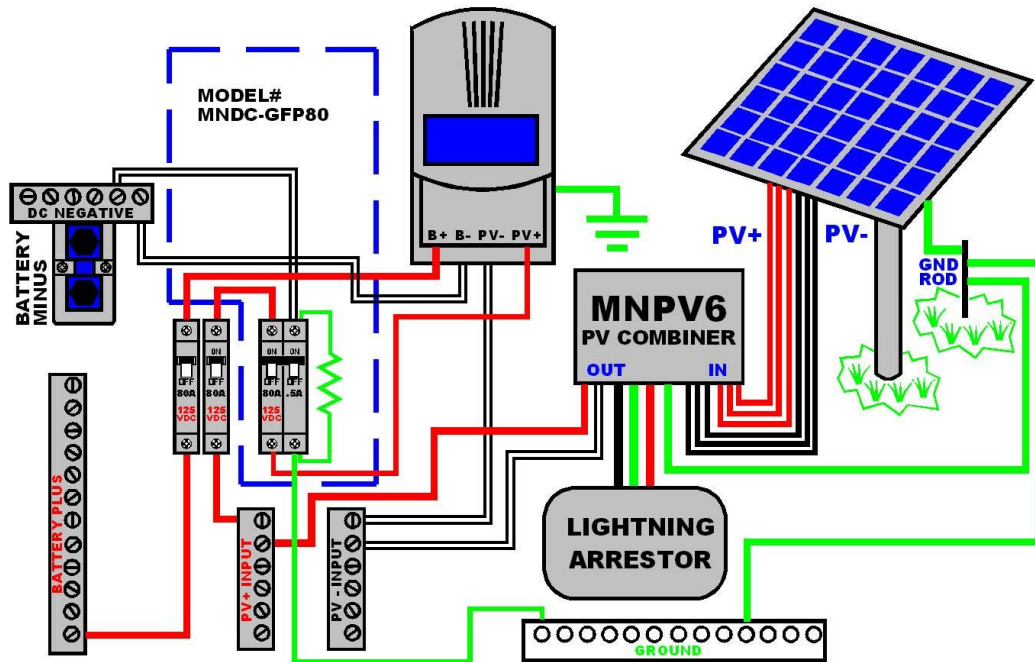 MODEL#
MNDC-GFP80
DC NEGATIVE
BATTERY
MINUS
B+ B- PV- PV+
PV+
PV-
GND
ROD
MNPV6
PV COMBINER
OUT
IN
ON
ON
ON
OFF
OFF
OFF
OFF
80A
80A
80A
.5A
125
VDC
125
VDC
125
VDC
BATTERY PLUS
PV+ INPUT
PV -INPUT
LIGHTNING
ARRESTOR
GROUND